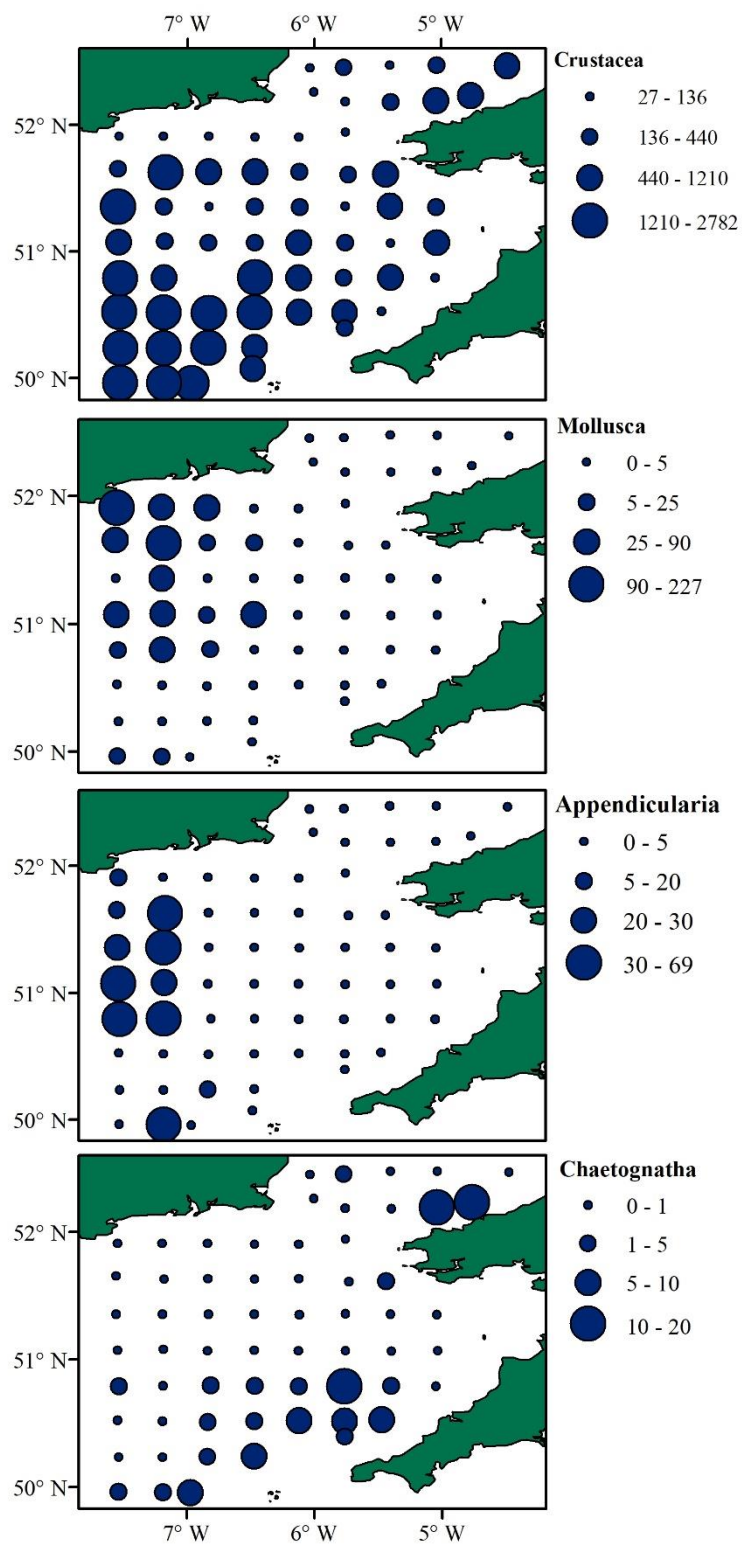 7° W 6° W 5° W
Crustacea
27 - 136
136 - 440
440 - 1210
1210 - 2782
52° N
51° N
50° N
Mollusca
0 - 5
5 - 25
25 - 90
90 - 227
52° N
51° N
50° N
Appendicularia
0 - 5
5 - 20
20 - 30
30 - 69
52° N
51° N
50° N
Chaetognatha
0 - 1
1 - 5
5 - 10
10 - 20
52° N
51° N
50° N
7° W 6° W 5° W